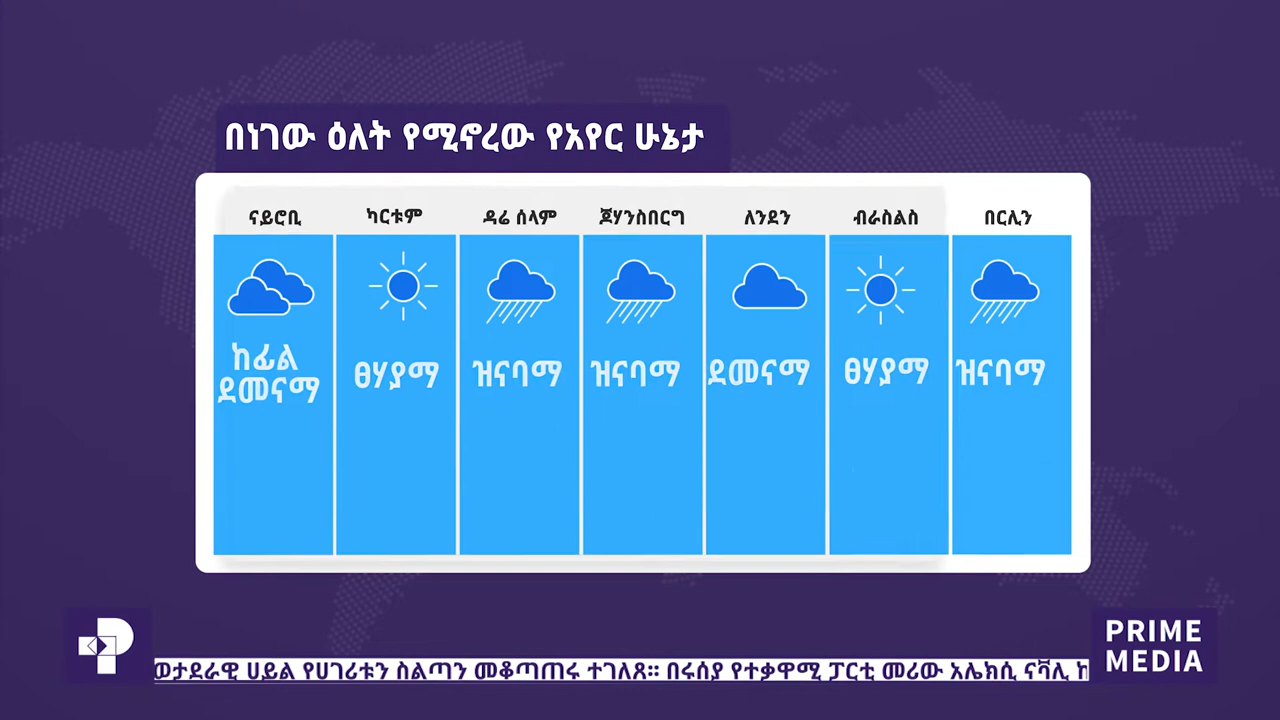 በነገው ዕለት የሚኖረው የአየር ሁኔታ
ናይሮቢ
ካርቱም
ዳሬ ሰላም
ጆሃንስበርግ
ለንደን
ብራስልስ
በርሊን
ከፊል
ደመናማ
ፀሃያማ
ዝናባማ
ዝናባማ
ደመናማ
ፀሃያማ
ዝናባማ
PRIME
MEDIA
ወታደራዊ ሀይል የሀገሪቱን ስልጣን መቆጣጠሩ ተገለጸ። በሩሰያ የተቃዋሚ ፓርቲ መሪው አሌክሲ ናቫሊ ከ